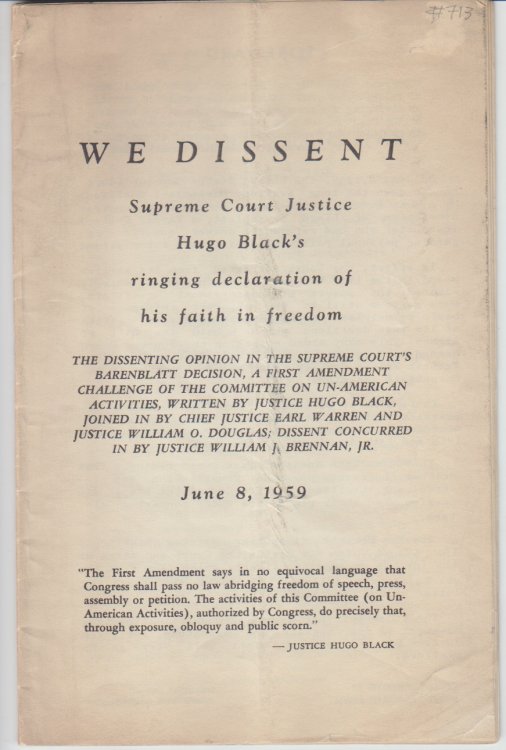 #713
WE DISSENT
Supreme Court Justice
Hugo Black's
ringing declaration of
his faith in freedom
THE DISSENTING OPINION IN THE SUPREME COURT'S
BARENBLATT DECISION, A FIRST AMENDMENT
CHALLENGE OF THE COMMITTEE ON UN-AMERICAN
ACTIVITIES, WRITTEN BY JUSTICE HUGO BLACK,
JOINED IN BY CHIEF JUSTICE EARL WARREN AND
JUSTICE WILLIAM O. DOUGLAS; DISSENT CONCURRED
IN BY JUSTICE WILLIAM J. BRENNAN, JR.
June 8, 1959
"The First Amendment says in no equivocal language that
Congress shall pass no law abridging freedom of speech, press,
assembly or petition. The activities of this Committee (on Un-
American Activities), authorized by Congress, do precisely that,
through exposure, obloquy and public scorn."
— JUSTICE HUGO BLACK